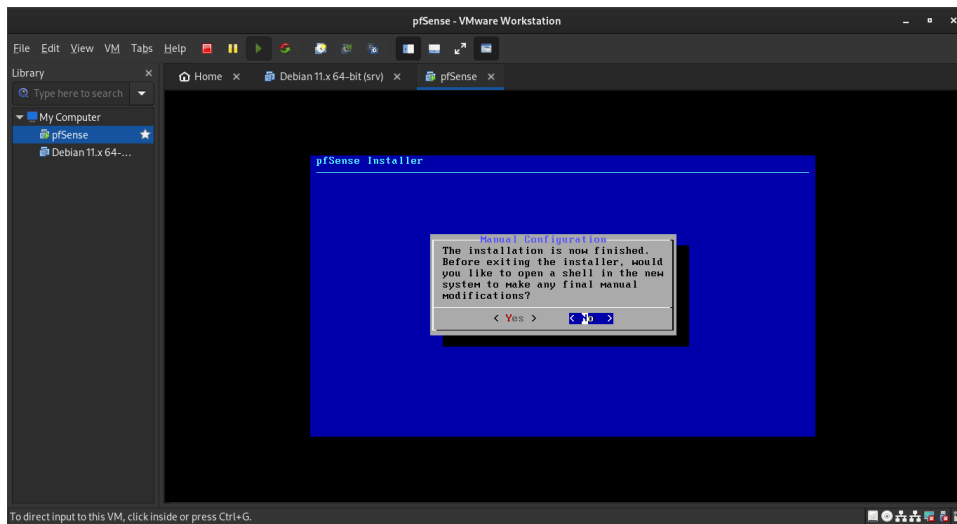 pfSense - VMware Workstation
File Edit View VM Tabs Help
Library
Home
Debian 11.x 64-bit (srv)
pfSense
Type here to search
My Computer
pfSense
Debian 11.x 64-...
pfSense Installer
Manual Configuration
The installation is now finished.
Before exiting the installer, would
you like to open a shell in the new
system to make any final manual
modifications?
< Yes > < No >
To direct input to this VM, click inside or press Ctrl+G.